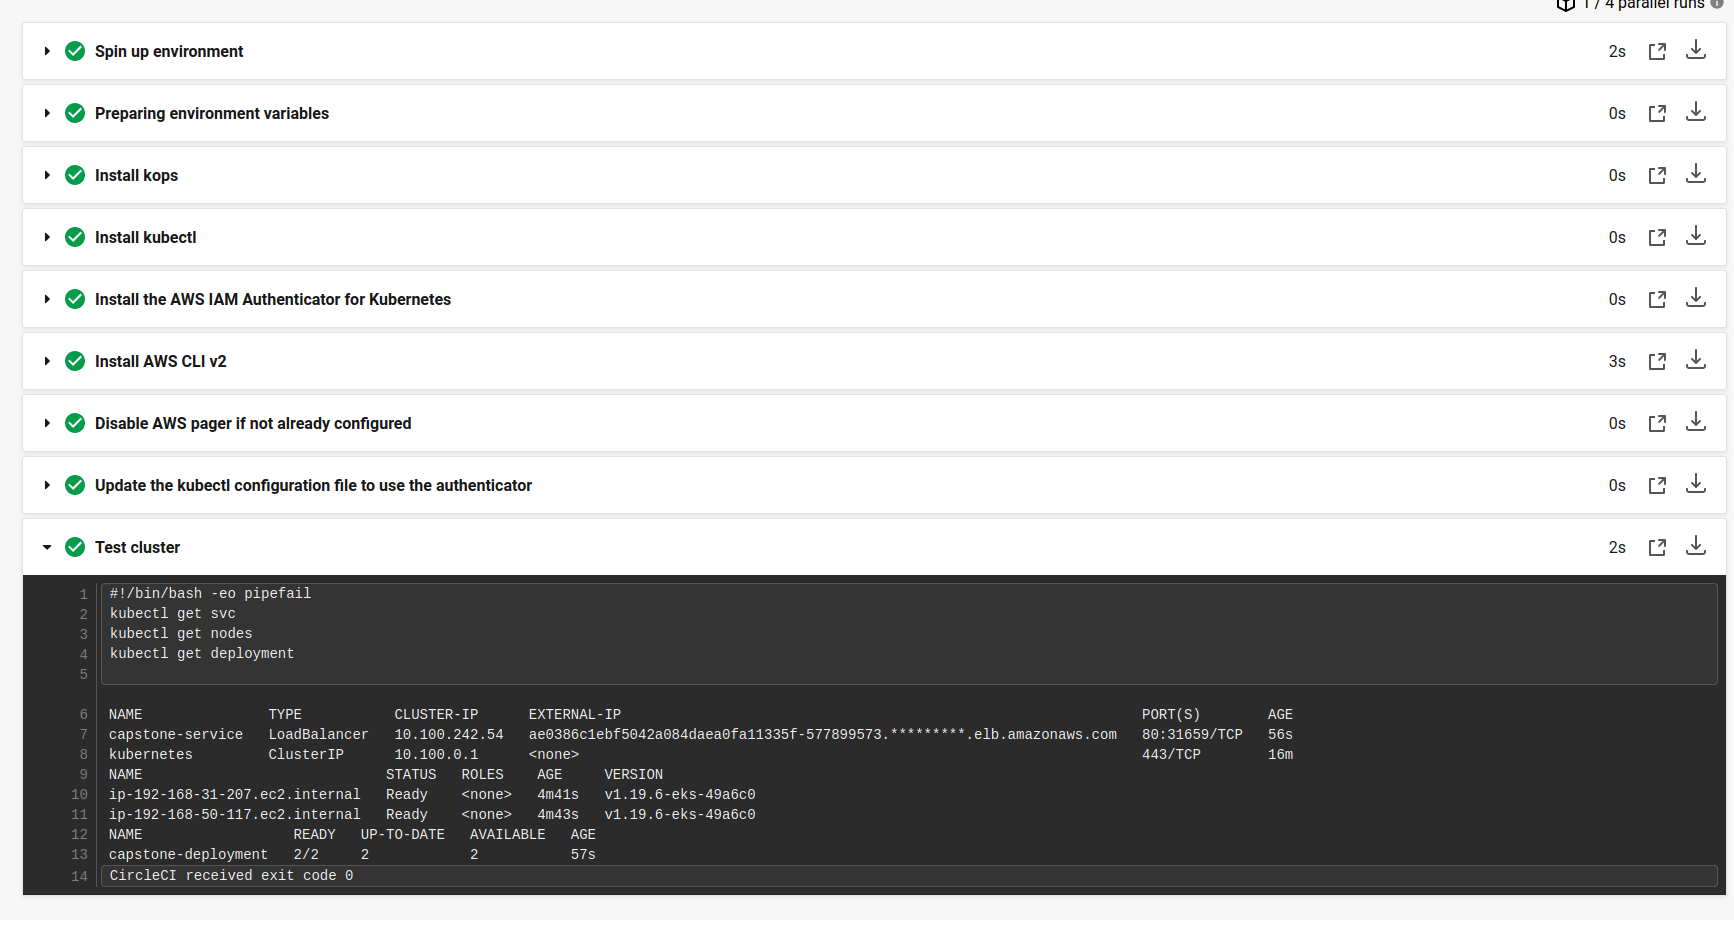 1 / 4 parallel runs
Spin up environment 2s
Preparing environment variables 0s
Install kops 0s
Install kubectl 0s
Install the AWS IAM Authenticator for Kubernetes 0s
Install AWS CLI v2 3s
Disable AWS pager if not already configured 0s
Update the kubectl configuration file to use the authenticator 0s
Test cluster 2s
1 #!/bin/bash -eo pipefail
2 kubectl get svc
3 kubectl get nodes
4 kubectl get deployment
5
6 NAME TYPE CLUSTER-IP EXTERNAL-IP PORT(S) AGE
7 capstone-service LoadBalancer 10.100.242.54 ae0386c1ebf5042a084daea0fa11335f-577899573.*********.elb.amazonaws.com 80:31659/TCP 56s
8 kubernetes ClusterIP 10.100.0.1 <none> 443/TCP 16m
9 NAME STATUS ROLES AGE VERSION
10 ip-192-168-31-207.ec2.internal Ready <none> 4m41s v1.19.6-eks-49a6c0
11 ip-192-168-50-117.ec2.internal Ready <none> 4m43s v1.19.6-eks-49a6c0
12 NAME READY UP-TO-DATE AVAILABLE AGE
13 capstone-deployment 2/2 2 2 57s
14 CircleCI received exit code 0